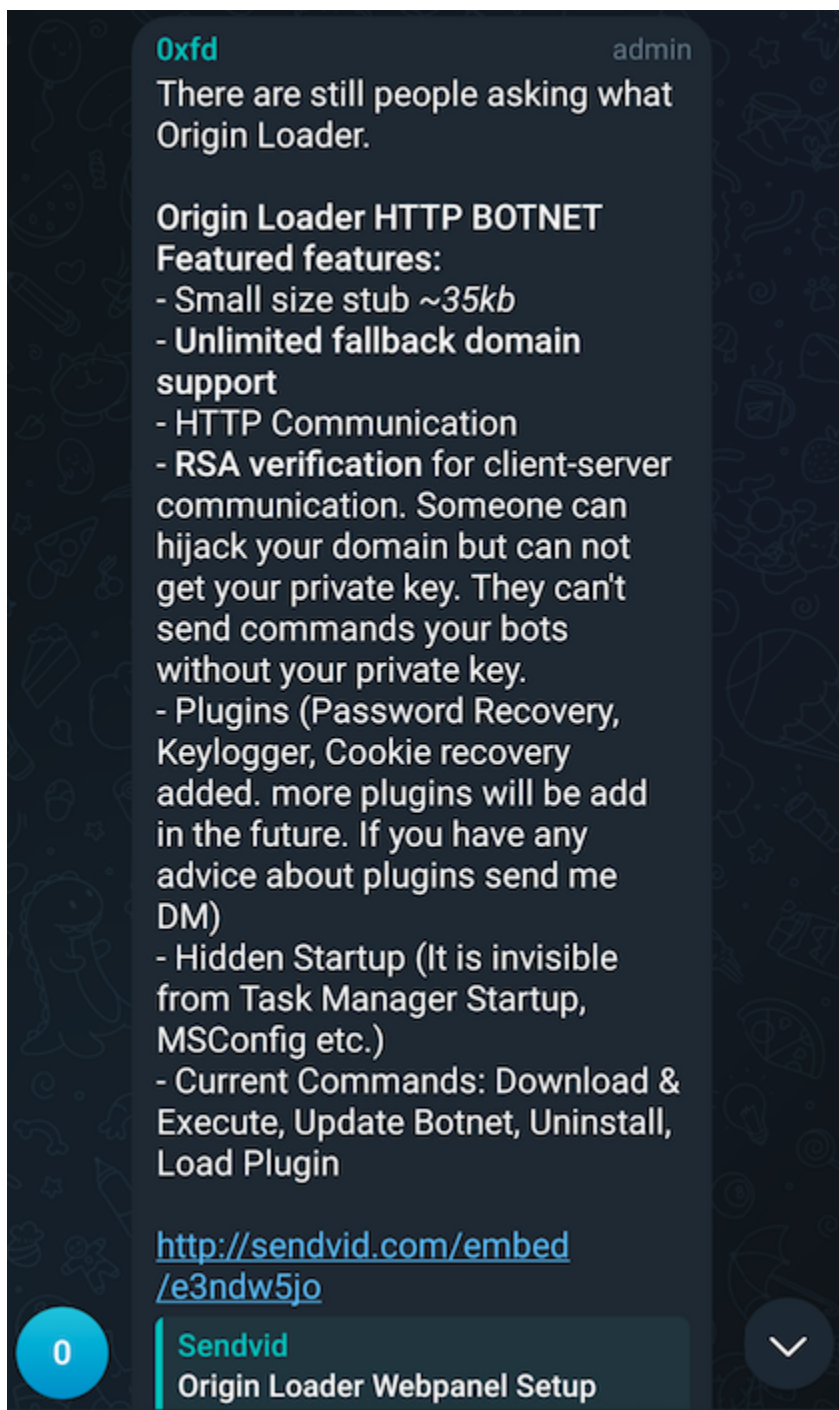 0xfd admin
There are still people asking what
Origin Loader.
Origin Loader HTTP BOTNET
Featured features:
- Small size stub ~35kb
- Unlimited fallback domain
support
- HTTP Communication
- RSA verification for client-server
communication. Someone can
hijack your domain but can not
get your private key. They can't
send commands your bots
without your private key.
- Plugins (Password Recovery,
Keylogger, Cookie recovery
added. more plugins will be add
in the future. If you have any
advice about plugins send me
DM)
- Hidden Startup (It is invisible
from Task Manager Startup,
MSConfig etc.)
- Current Commands: Download &
Execute, Update Botnet, Uninstall,
Load Plugin
http://sendvid.com/embed
/e3ndw5jo
0
Sendvid
Origin Loader Webpanel Setup